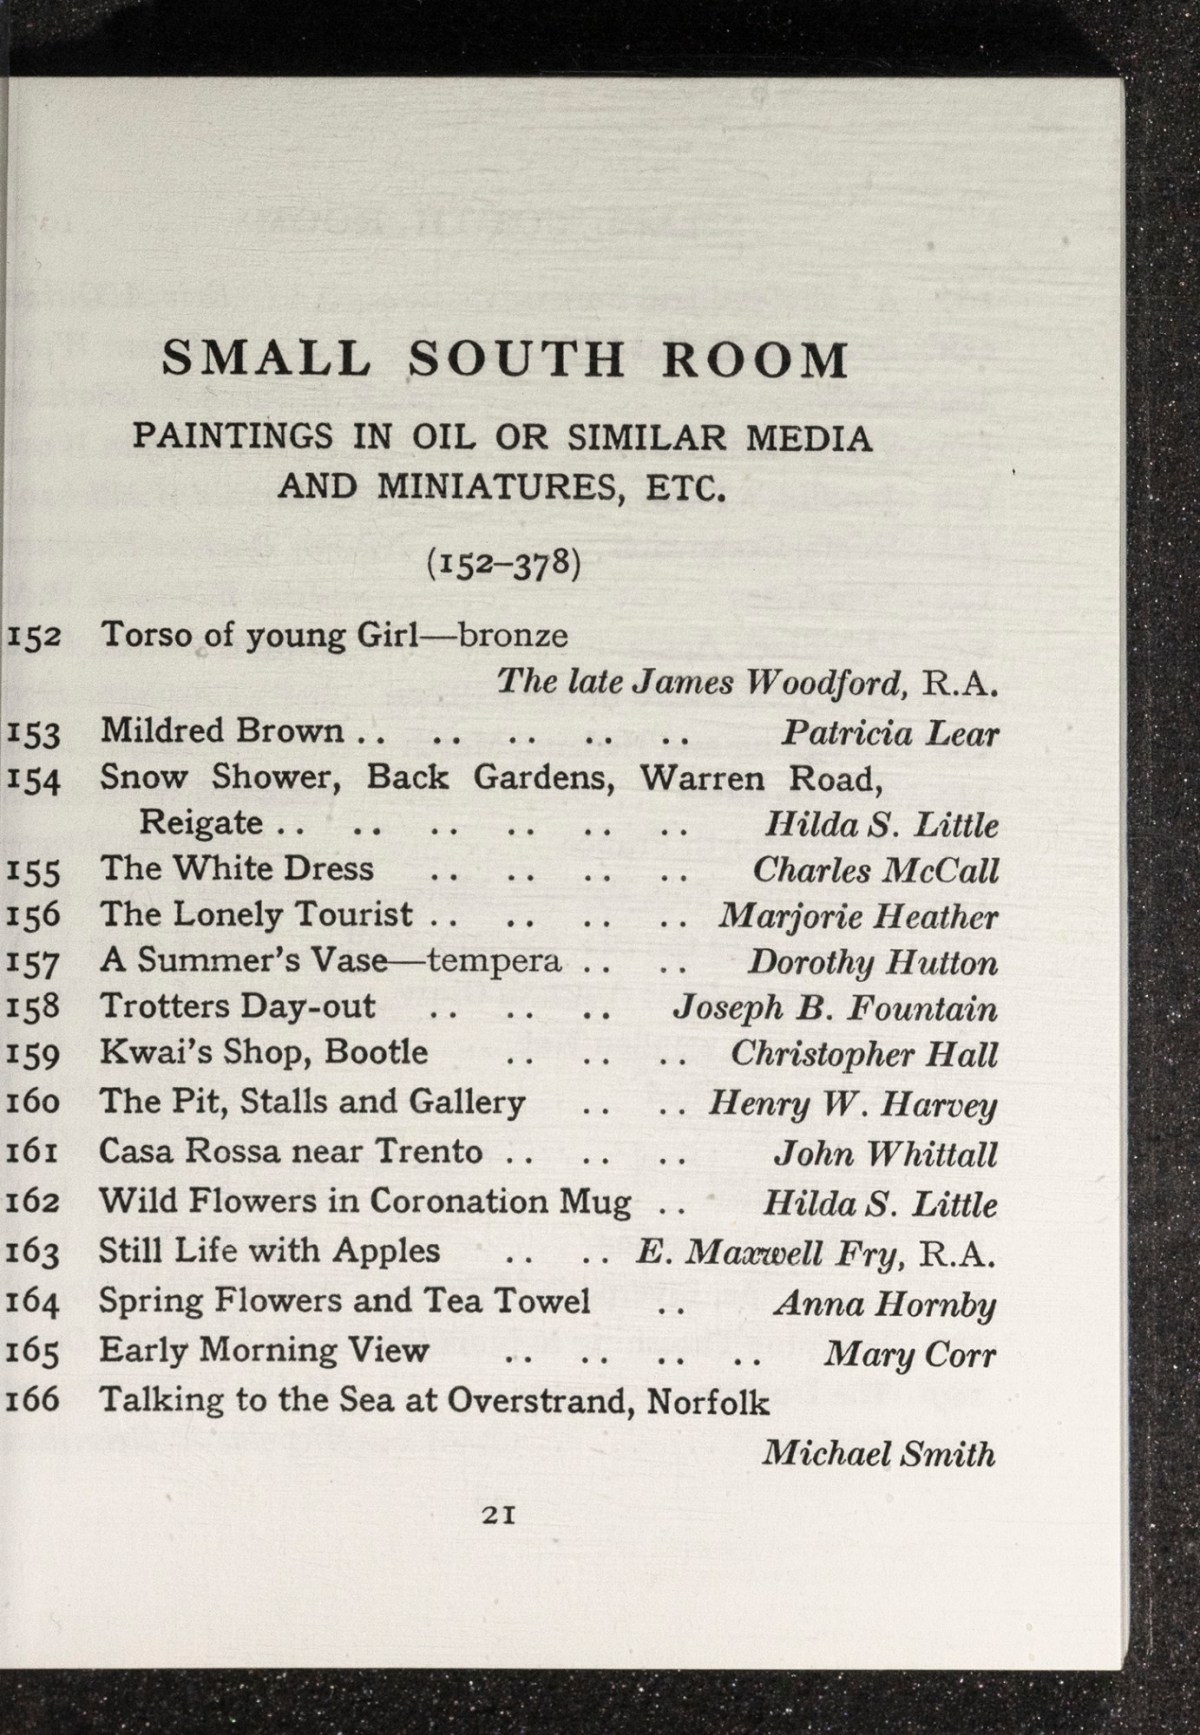 SMALL SOUTH ROOM
PAINTINGS IN OIL OR SIMILAR MEDIA
AND MINIATURES, ETC.
(152–378)
152 Torso of young Girl—bronze
The late James Woodford, R.A.
153 Mildred Brown .. .. .. .. .. Patricia Lear
154 Snow Shower, Back Gardens, Warren Road,
Reigate .. .. .. .. .. .. Hilda S. Little
155 The White Dress .. .. .. .. Charles McCall
156 The Lonely Tourist .. .. .. .. Marjorie Heather
157 A Summer's Vase—tempera .. .. Dorothy Hutton
158 Trotters Day-out .. .. .. Joseph B. Fountain
159 Kwai's Shop, Bootle .. .. .. Christopher Hall
160 The Pit, Stalls and Gallery .. .. Henry W. Harvey
161 Casa Rossa near Trento .. .. .. John Whittall
162 Wild Flowers in Coronation Mug .. Hilda S. Little
163 Still Life with Apples .. .. E. Maxwell Fry, R.A.
164 Spring Flowers and Tea Towel .. Anna Hornby
165 Early Morning View .. .. .. .. Mary Corr
166 Talking to the Sea at Overstrand, Norfolk
Michael Smith
21